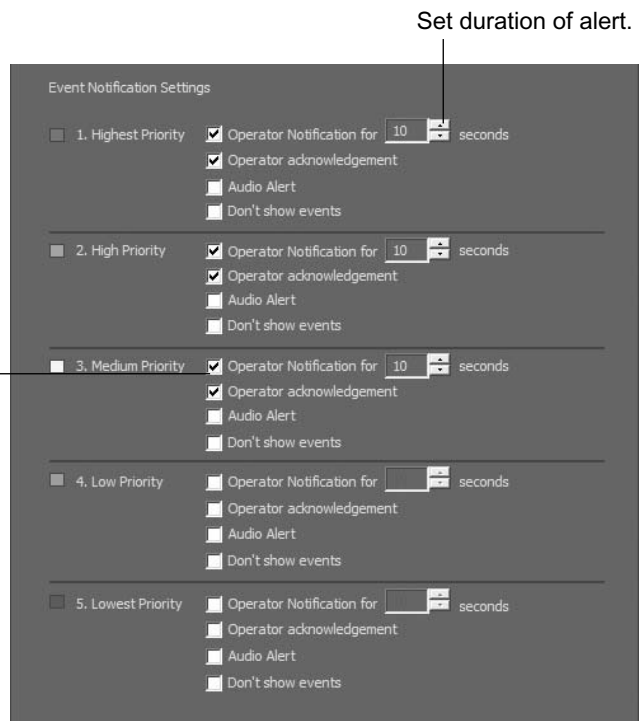 Set duration of alert.
Event Notification Settings
1. Highest Priority Operator Notification for 10 seconds
Operator acknowledgement
Audio Alert
Don't show events
2. High Priority Operator Notification for 10 seconds
Operator acknowledgement
Audio Alert
Don't show events
3. Medium Priority Operator Notification for 10 seconds
Operator acknowledgement
Audio Alert
Don't show events
4. Low Priority Operator Notification for seconds
Operator acknowledgement
Audio Alert
Don't show events
5. Lowest Priority Operator Notification for seconds
Operator acknowledgement
Audio Alert
Don't show events